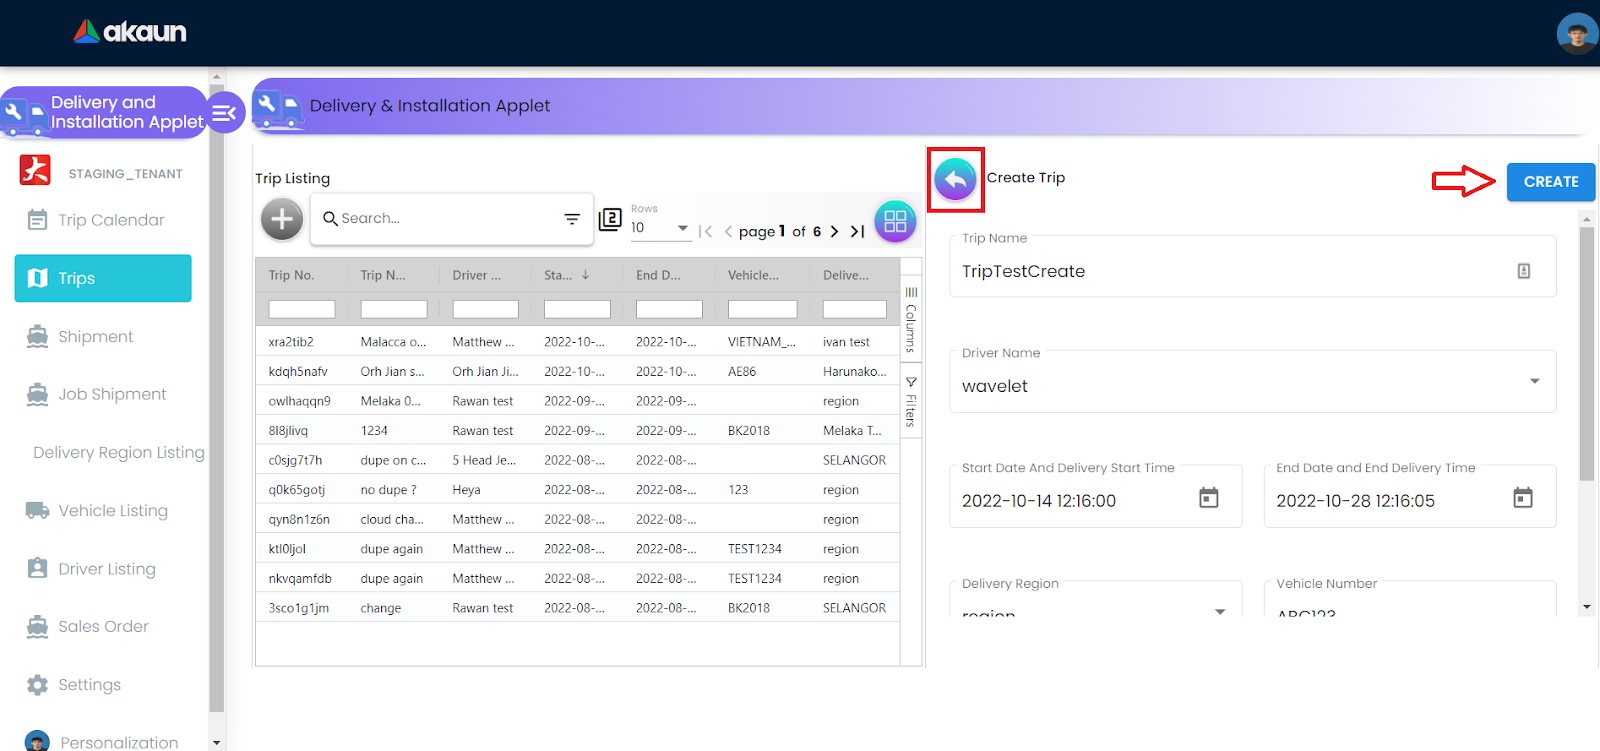 akaun
Delivery and
Installation Applet
STAGING_TENANT
Trip Calendar
Trips
Shipment
Job Shipment
Delivery Region Listing
Vehicle Listing
Driver Listing
Sales Order
Settings
Personalization
Delivery & Installation Applet
Trip Listing
Search...
2
Rows
10
page 1 of 6
Trip No. Trip N... Driver ... Sta... End D... Vehicle... Delive...
xra2tib2 Malacca o... Matthew ... 2022-10-... 2022-10-... VIETNAM_... ivan test
kdqh5nafv Orh Jian s... Orh Jian Ji... 2022-10-... 2022-10-... AE86 Harunako...
owlhaqqn9 Melaka 0... Rawan test 2022-09-... 2022-09-... region
8l8jlivq 1234 Rawan test 2022-09-... 2022-09-... BK2018 Melaka T...
c0sjg7t7h dupe on c... 5 Head Je... 2022-08-... 2022-08-... SELANGOR
q0k65gotj no dupe ? Heya 2022-08-... 2022-08-... 123 region
qyn8n1z6n cloud cha... Matthew ... 2022-08-... 2022-08-... region
ktl0ljol dupe again Matthew ... 2022-08-... 2022-08-... TEST1234 region
nkvqamfdb dupe again Matthew ... 2022-08-... 2022-08-... TEST1234 region
3sco1g1jm change Rawan test 2022-08-... 2022-08-... BK2018 SELANGOR
Columns
Filters
Create Trip
CREATE
Trip Name
TripTestCreate
Driver Name
wavelet
Start Date And Delivery Start Time
2022-10-14 12:16:00
End Date and End Delivery Time
2022-10-28 12:16:05
Delivery Region
region
Vehicle Number
ABC123